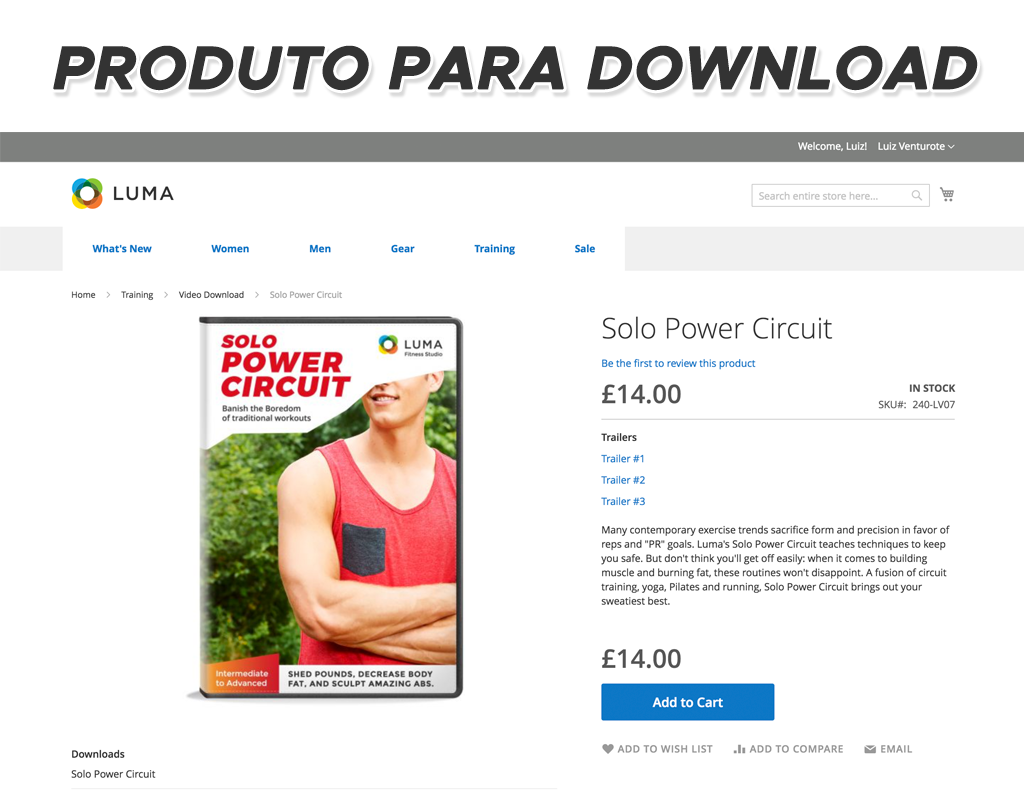 PRODUTO PARA DOWNLOAD
Welcome, Luiz! Luiz Venturote
LUMA
Search entire store here...
What's New Women Men Gear Training Sale
Home Training Video Download Solo Power Circuit
SOLO
POWER
CIRCUIT
Banish the Boredom
of traditional workouts
LUMA
Fitness Studio
Intermediate
to Advanced
SHED POUNDS, DECREASE BODY
FAT, AND SCULPT AMAZING ABS.
Solo Power Circuit
Be the first to review this product
£14.00
IN STOCK
SKU#: 240-LV07
Trailers
Trailer #1
Trailer #2
Trailer #3
Many contemporary exercise trends sacrifice form and precision in favor of
reps and "PR" goals. Luma's Solo Power Circuit teaches techniques to keep
you safe. But don't think you'll get off easily: when it comes to building
muscle and burning fat, these routines won't disappoint. A fusion of circuit
training, yoga, Pilates and running, Solo Power Circuit brings out your
sweatiest best.
£14.00
Add to Cart
ADD TO WISH LIST ADD TO COMPARE EMAIL
Downloads
Solo Power Circuit